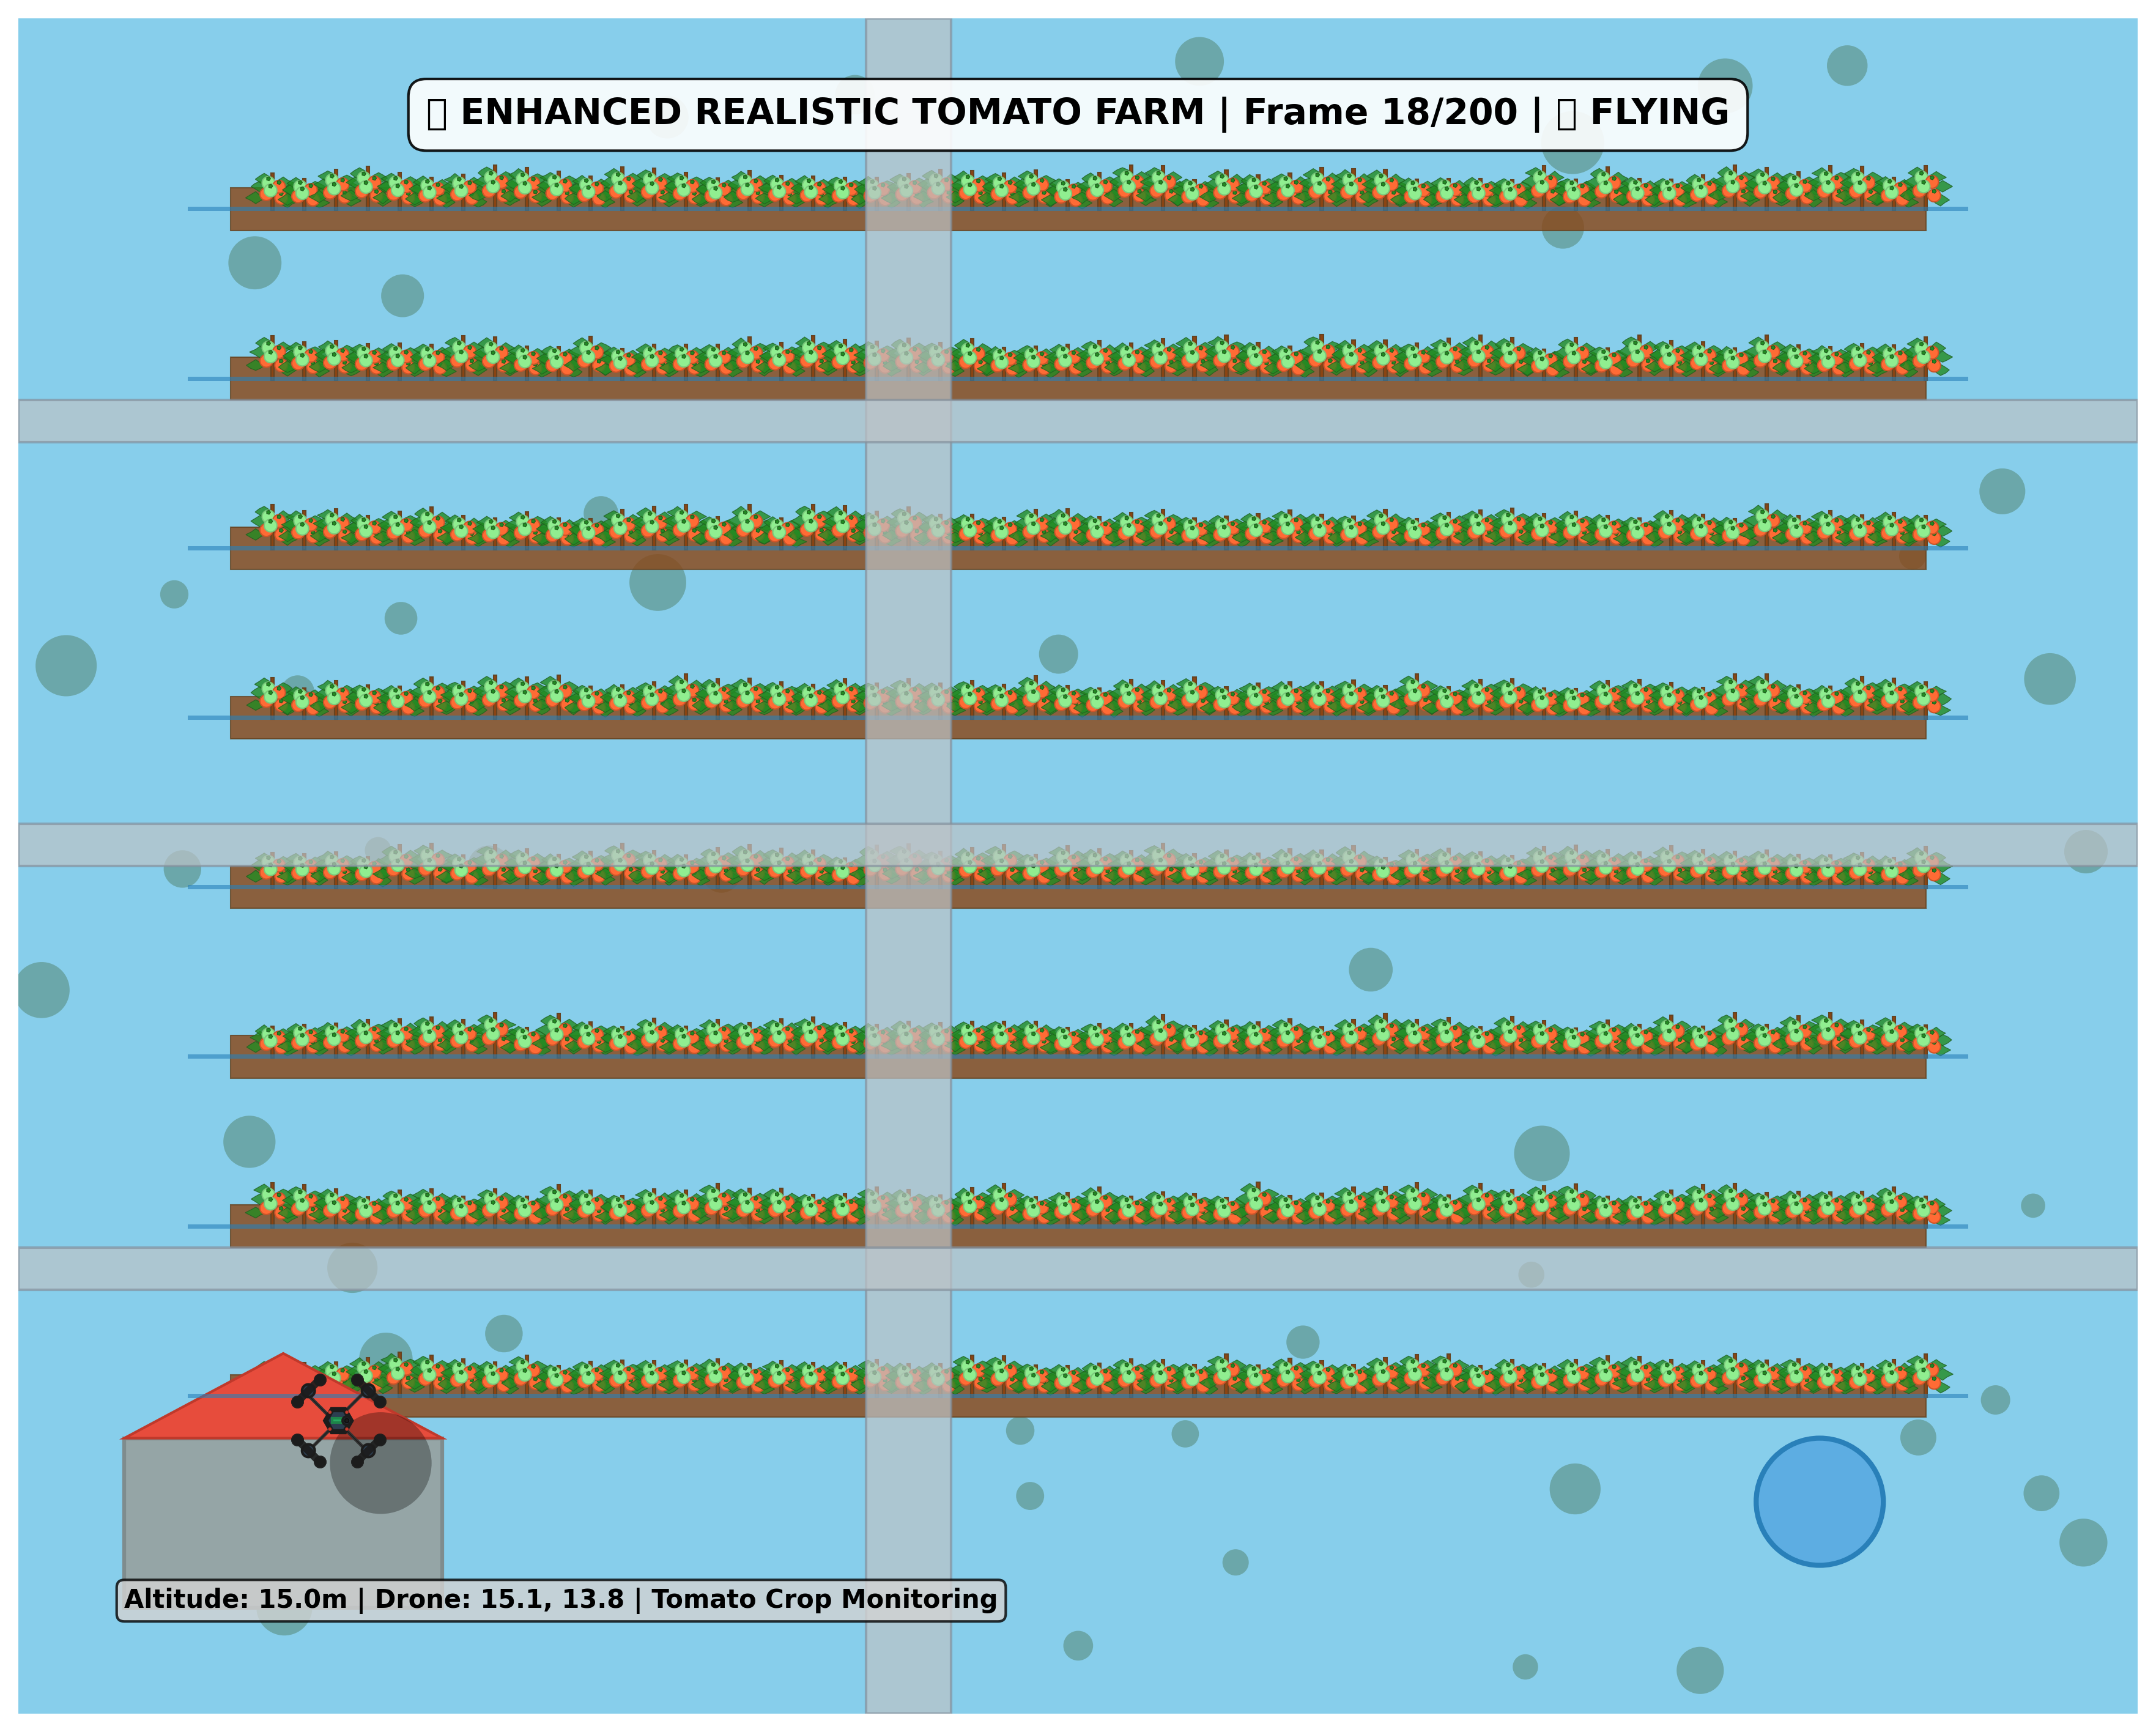 ▯ ENHANCED REALISTIC TOMATO FARM | Frame 18/200 | ▯ FLYING
Altitude: 15.0m | Drone: 15.1, 13.8 | Tomato Crop Monitoring